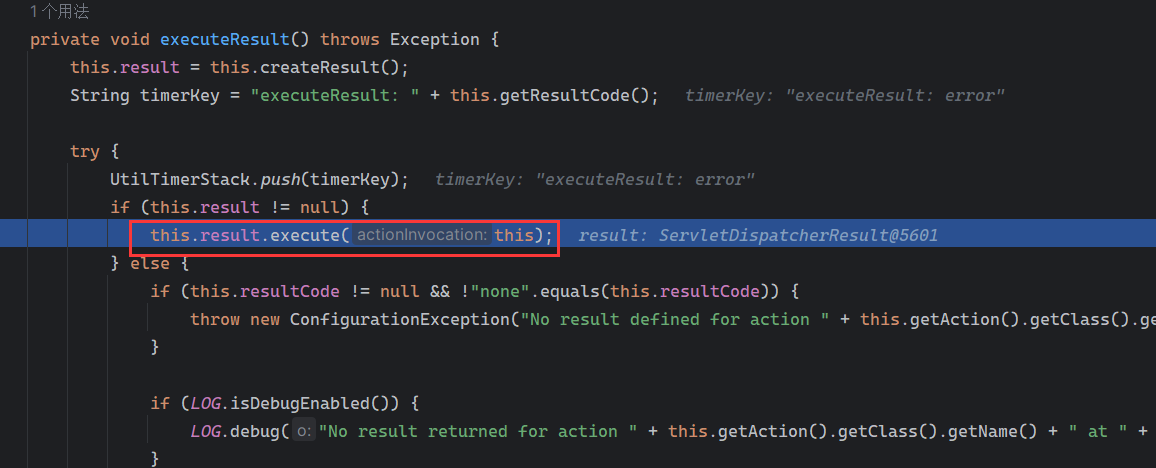 1 个用法
private void executeResult() throws Exception {
this.result = this.createResult();
String timerKey = "executeResult: " + this.getResultCode();   timerKey: "executeResult: error"
try {
UtilTimerStack.push(timerKey);   timerKey: "executeResult: error"
if (this.result != null) {
this.result.execute( actionInvocation: this);   result: ServletDispatcherResult@5601
} else {
if (this.resultCode != null && !"none".equals(this.resultCode)) {
throw new ConfigurationException("No result defined for action " + this.getAction().getClass().ge
}
if (LOG.isDebugEnabled()) {
LOG.debug( o: "No result returned for action " + this.getAction().getClass().getName() + " at " +
}